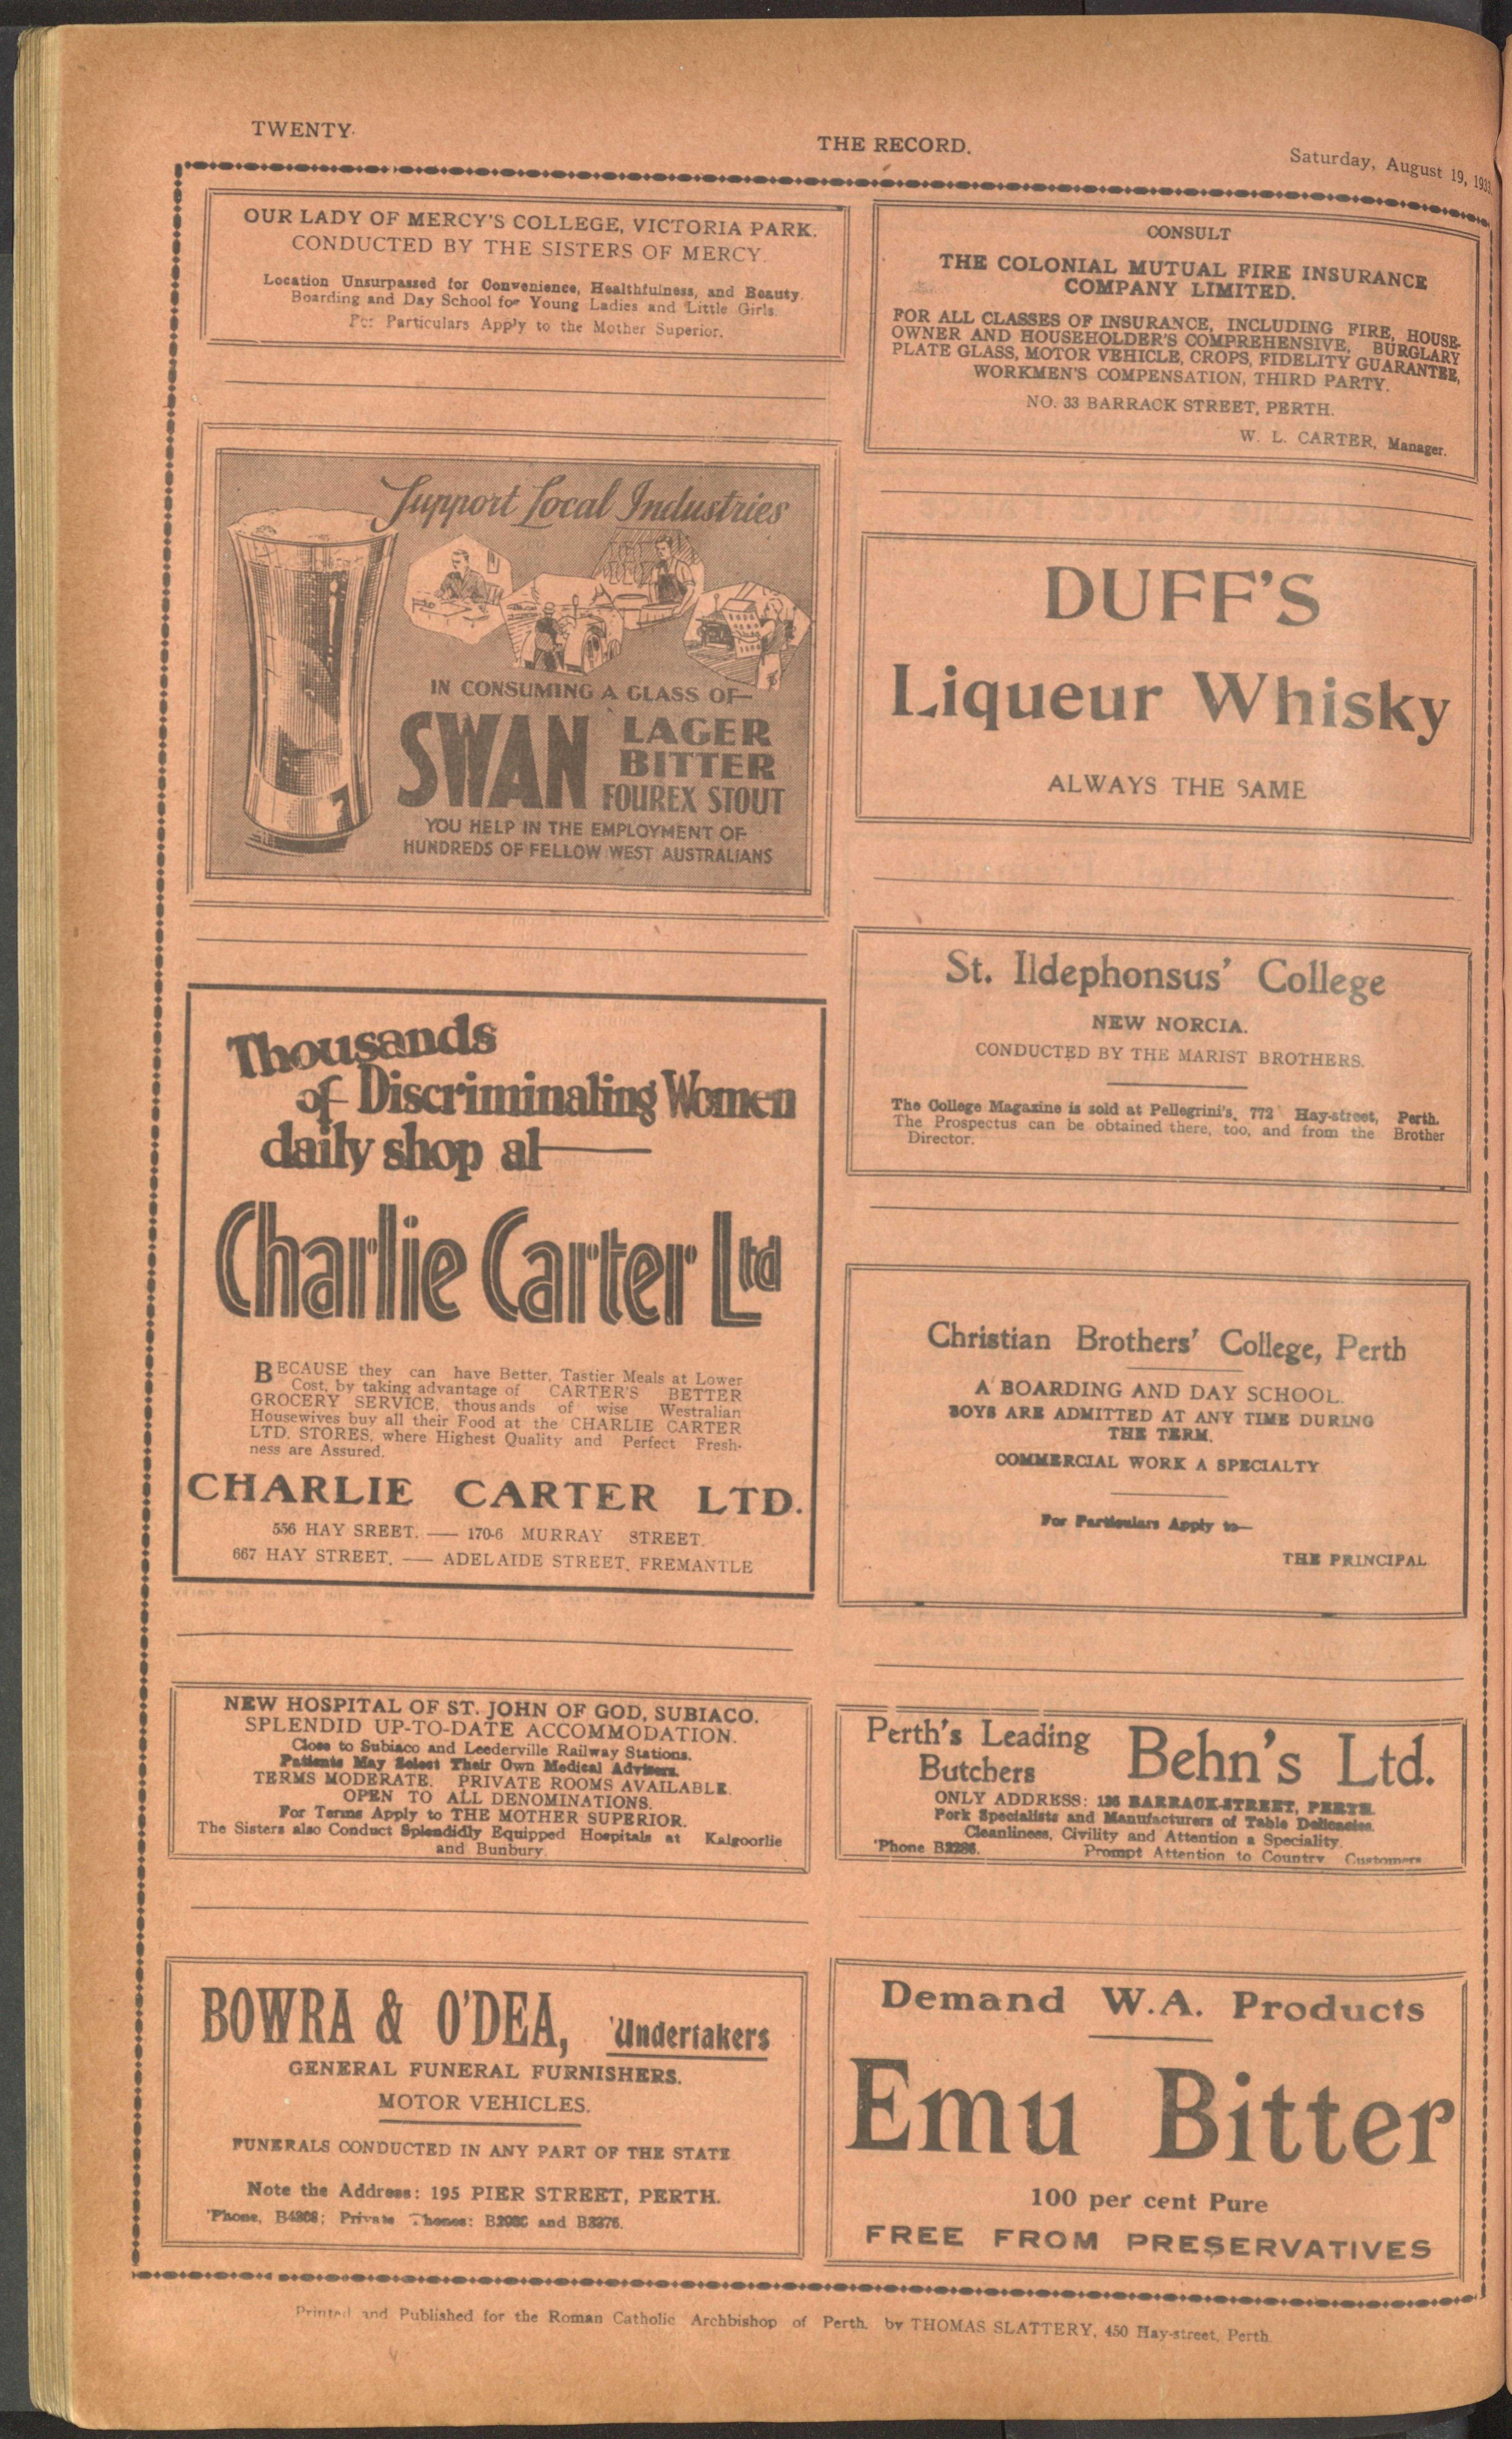 TWENTY.
THE RECORD.
Saturday, August 19, 1933.
OUR LADY OF MERCY'S COLLEGE, VICTORIA PARK.
CONDUCTED BY THE SISTERS OF MERCY.
Location Unsurpassed for Convenience, Healthfulness, and Beauty.
Boarding and Day School for Young Ladies and Little Girls.
For Particulars Apply to the Mother Superior.
Support Local Industries
IN CONSUMING A GLASS OF—
SWAN LAGER
BITTER
FOUREX STOUT
YOU HELP IN THE EMPLOYMENT OF
HUNDREDS OF FELLOW WEST AUSTRALIANS
Thousands
of Discriminating Women
daily shop at—
Charlie Carter Ltd
BECAUSE they can have Better, Tastier Meals at Lower
Cost, by taking advantage of CARTER'S BETTER
GROCERY SERVICE, thousands of wise Westralian
Housewives buy all their Food at the CHARLIE CARTER
LTD. STORES, where Highest Quality and Perfect Fresh-
ness are Assured.
CHARLIE CARTER LTD.
556 HAY SREET. — 170-6 MURRAY STREET.
667 HAY STREET. — ADELAIDE STREET, FREMANTLE
NEW HOSPITAL OF ST. JOHN OF GOD, SUBIACO.
SPLENDID UP-TO-DATE ACCOMMODATION.
Close to Subiaco and Leederville Railway Stations.
Patients May Select Their Own Medical Advisers.
TERMS MODERATE. PRIVATE ROOMS AVAILABLE.
OPEN TO ALL DENOMINATIONS.
For Terms Apply to THE MOTHER SUPERIOR.
The Sisters also Conduct Splendidly Equipped Hospitals at Kalgoorlie
and Bunbury.
BOWRA & O'DEA, Undertakers
GENERAL FUNERAL FURNISHERS.
MOTOR VEHICLES.
FUNERALS CONDUCTED IN ANY PART OF THE STATE
Note the Address: 195 PIER STREET, PERTH.
'Phone, B4308; Private Phones: and B3376.
CONSULT
THE COLONIAL MUTUAL FIRE INSURANCE
COMPANY LIMITED.
FOR ALL CLASSES OF INSURANCE, INCLUDING FIRE, HOUSE-
OWNER AND HOUSEHOLDER'S COMPREHENSIVE, BURGLARY
PLATE GLASS, MOTOR VEHICLE, CROPS, FIDELITY GUARANTEE,
WORKMEN'S COMPENSATION, THIRD PARTY.
NO. 33 BARRACK STREET, PERTH.
W. L. CARTER, Manager.
DUFF'S
Liqueur Whisky
ALWAYS THE SAME
St. Ildephonsus' College
NEW NORCIA.
CONDUCTED BY THE MARIST BROTHERS.
The College Magazine is sold at Pellegrini's, 772 Hay-street, Perth.
The Prospectus can be obtained there, too, and from the Brother
Director.
Christian Brothers' College, Perth
A BOARDING AND DAY SCHOOL.
BOYS ARE ADMITTED AT ANY TIME DURING
THE TERM.
COMMERCIAL WORK A SPECIALTY
For Particulars Apply to—
THE PRINCIPAL
Perth's Leading
Butchers
Behn's Ltd.
ONLY ADDRESS: 136 BARRACK-STREET, PERTH.
Pork Specialists and Manufacturers of Table Delicacies.
Cleanliness, Civility and Attention a Speciality.
'Phone B2286. Prompt Attention to Country Customers
Demand W.A. Products
Emu Bitter
100 per cent Pure
FREE FROM PRESERVATIVES
Printed and Published for the Roman Catholic Archbishop of Perth, by THOMAS SLATTERY, 450 Hay-street, Perth.